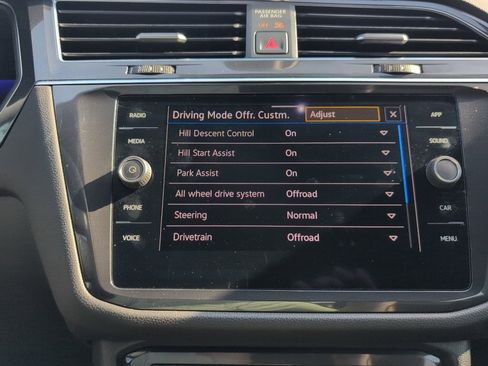 PASSENGER
AIR BAG
OFF
RADIO
MEDIA
PHONE
VOICE
Driving Mode Offr. Custm. Adjust
Hill Descent Control On
Hill Start Assist On
Park Assist On
All wheel drive system Offroad
Steering Normal
Drivetrain Offroad
APP
SOUND
CAR
MENU